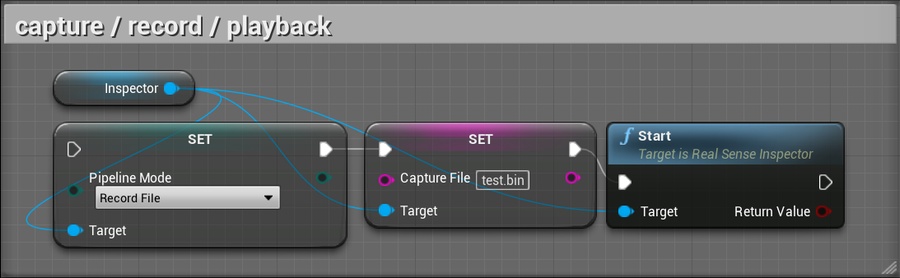 capture / record / playback
Inspector
SET
Pipeline Mode
Record File
Target
SET
Capture File test.bin
Target
f Start
Target is Real Sense Inspector
Target Return Value